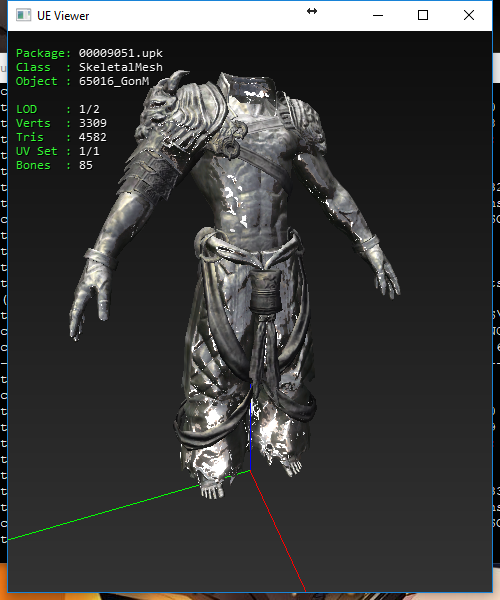 UE Viewer
Package: 00009051.upk
Class : SkeletalMesh
Object : 65016_GonM
LOD : 1/2
Verts : 3309
Tris : 4582
UV Set : 1/1
Bones : 85